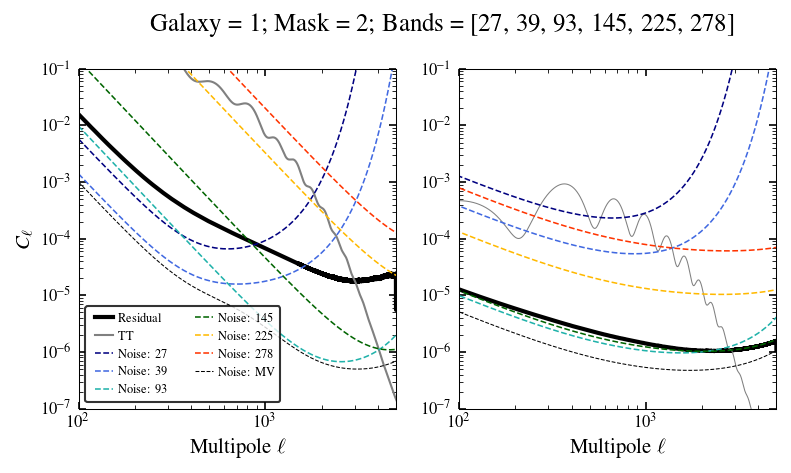 Galaxy = 1; Mask = 2; Bands = [27, 39, 93, 145, 225, 278]
10⁻¹
10⁻²
10⁻³
10⁻⁴
10⁻⁵
10⁻⁶
10⁻⁷
C_ℓ
10²
10³
Multipole ℓ
Residual
TT
Noise: 27
Noise: 39
Noise: 93
Noise: 145
Noise: 225
Noise: 278
Noise: MV
10⁻¹
10⁻²
10⁻³
10⁻⁴
10⁻⁵
10⁻⁶
10⁻⁷
10²
10³
Multipole ℓ